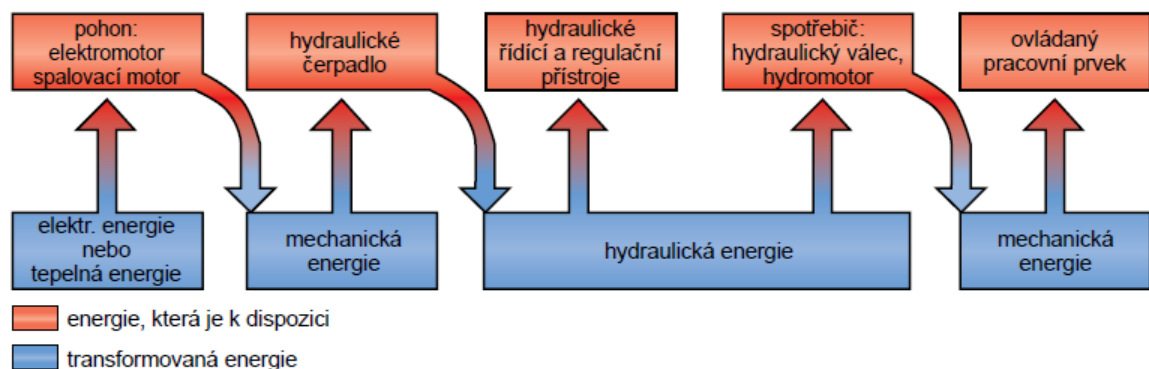 pohon:
elektromotor
spalovací motor
hydraulické
čerpadlo
hydraulické
řídící a regulační
přístroje
spotřebič:
hydraulický válec,
hydromotor
ovládaný
pracovní prvek
elektr. energie
nebo
tepelná energie
mechanická
energie
hydraulická energie
mechanická
energie
energie, která je k dispozici
transformovaná energie